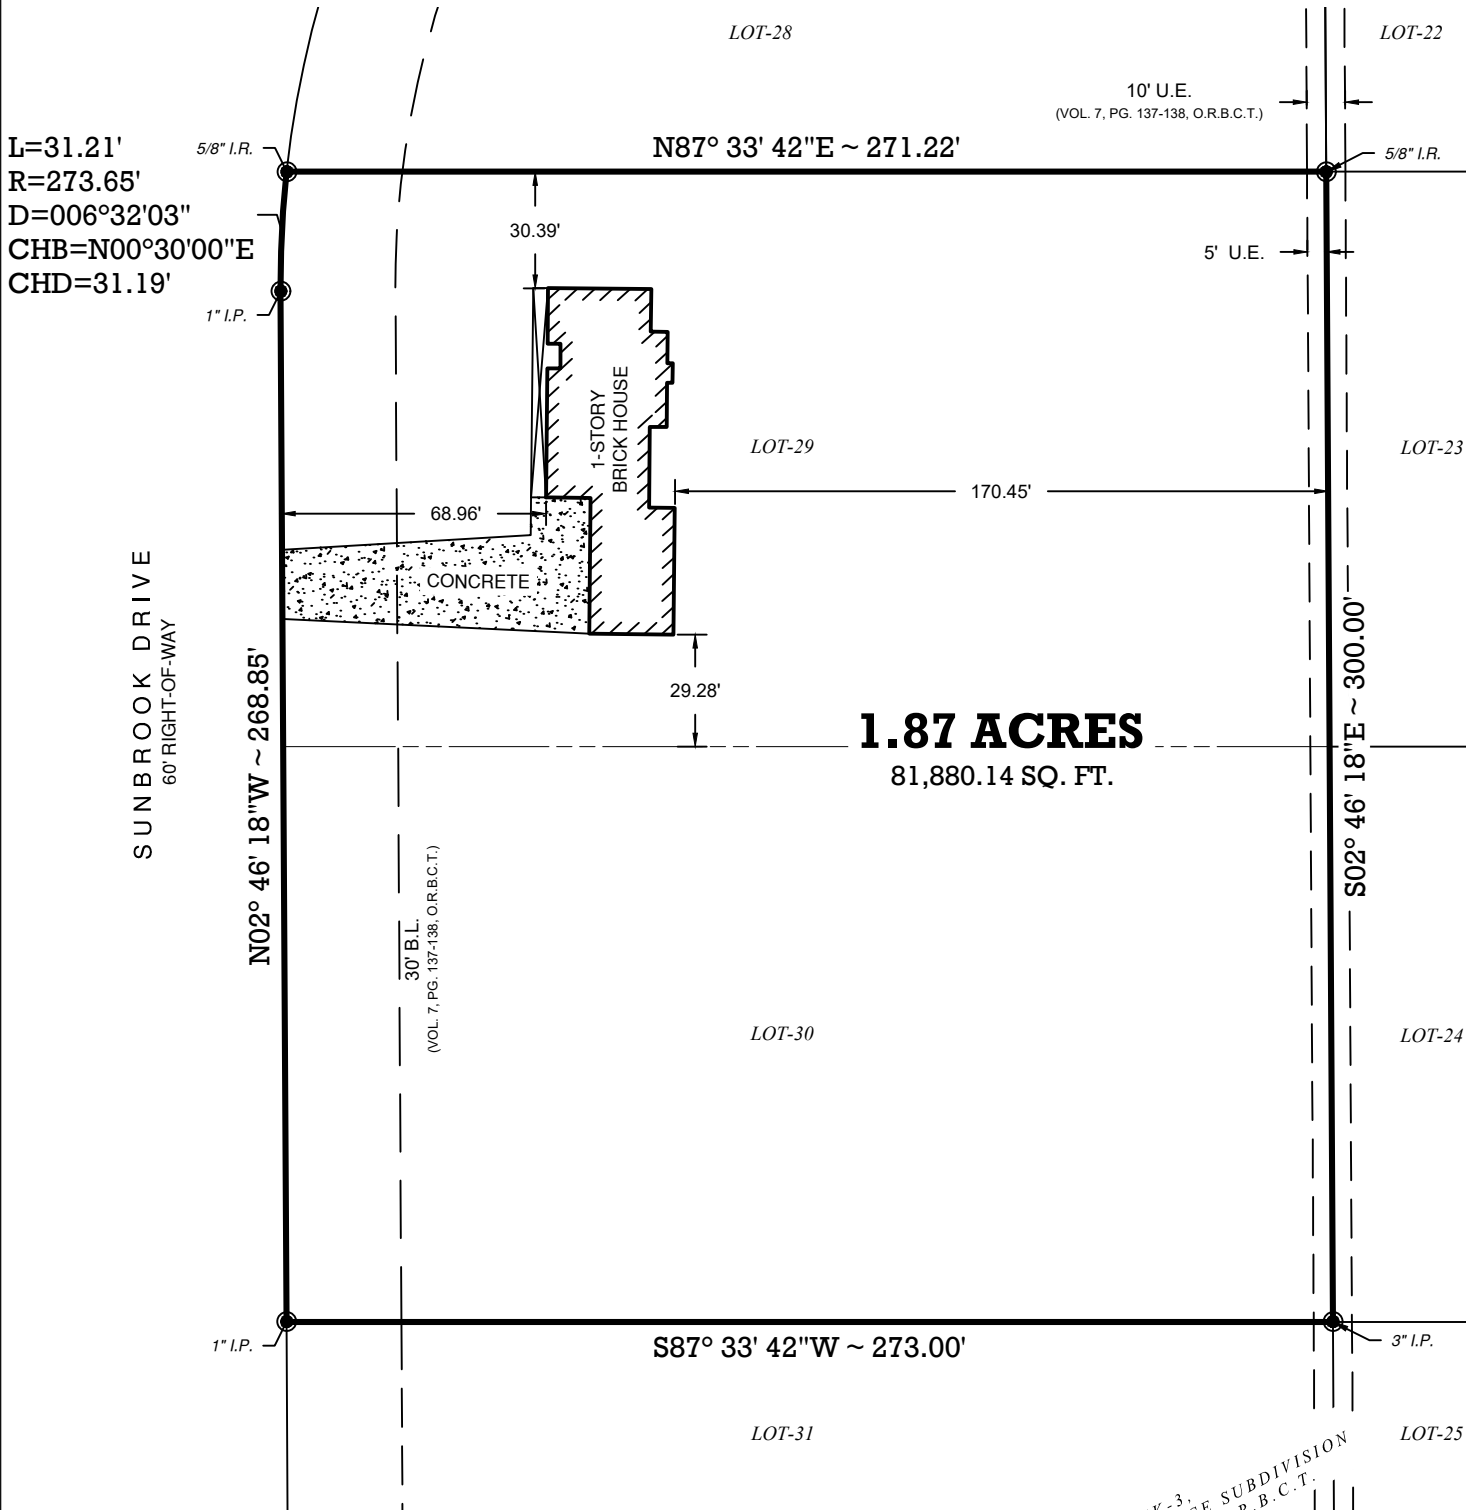 LOT-28
LOT-22
10' U.E.
(VOL. 7, PG. 137-138, O.R.B.C.T.)
L=31.21'
R=273.65'
D=006°32'03"
CHB=N00°30'00"E
CHD=31.19'
5/8" I.R.
N87° 33' 42"E ~ 271.22'
5/8" I.R.
30.39'
5' U.E.
1" I.P.
1-STORY
BRICK HOUSE
LOT-29
LOT-23
170.45'
68.96'
CONCRETE
SUNBROOK DRIVE
60' RIGHT-OF-WAY
N02° 46' 18"W ~ 268.85'
29.28'
1.87 ACRES
81,880.14 SQ. FT.
S02° 46' 18"E ~ 300.00'
30' B.L.
(VOL. 7, PG. 137-138, O.R.B.C.T.)
LOT-30
LOT-24
1" I.P.
S87° 33' 42"W ~ 273.00'
3" I.P.
LOT-31
LOT-25
SUBDIVISION
.B.C.T.